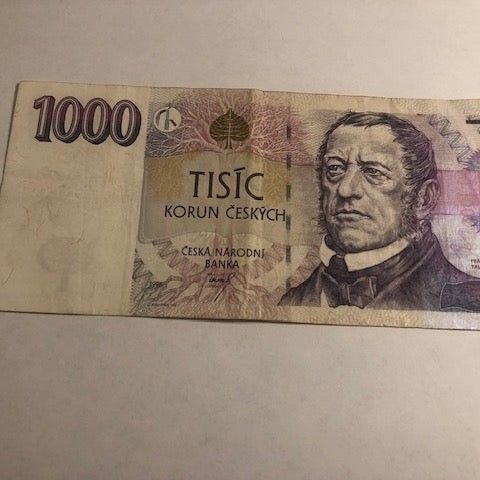 1000
TISÍC
KORUN ČESKÝCH
ČESKÁ NÁRODNÍ
BANKA